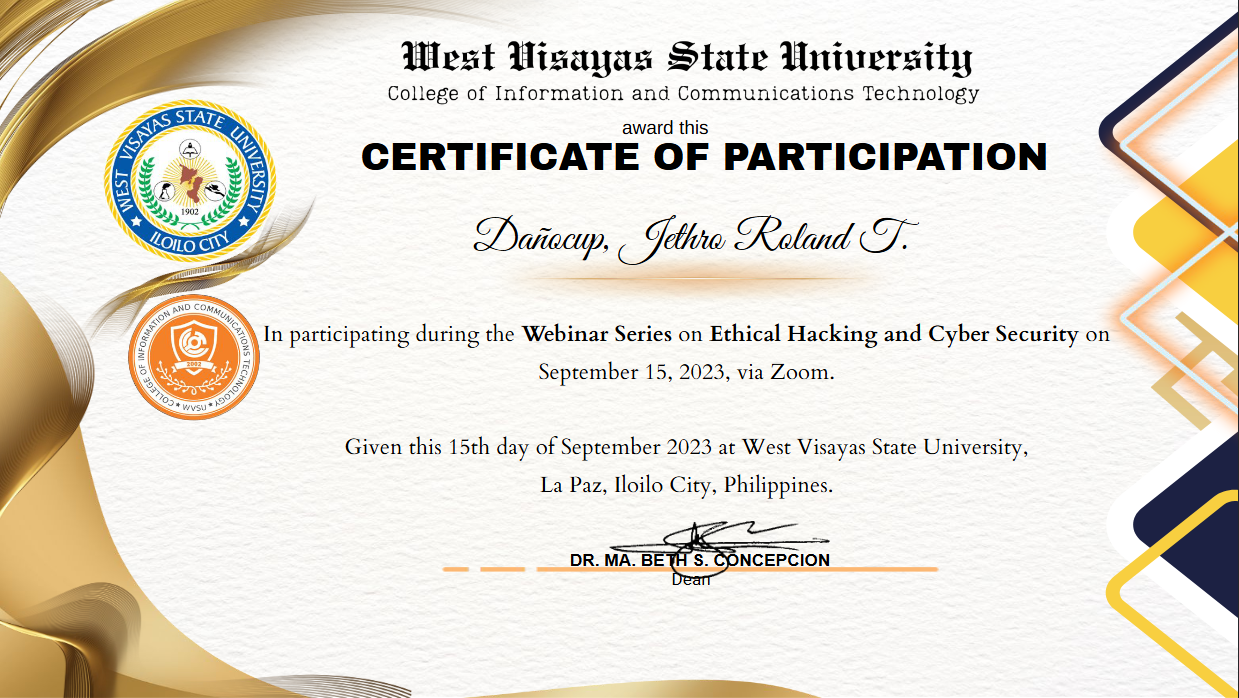 West Visayas State University
College of Information and Communications Technology
award this
CERTIFICATE OF PARTICIPATION
Dañocup, Jethro Roland T.
WEST VISAYAS STATE UNIVERSITY
1902
ILOILO CITY
COLLEGE OF INFORMATION AND COMMUNICATIONS TECHNOLOGY
2002
WVSU
In participating during the Webinar Series on Ethical Hacking and Cyber Security on
September 15, 2023, via Zoom.
Given this 15th day of September 2023 at West Visayas State University,
La Paz, Iloilo City, Philippines.
DR. MA. BETH S. CONCEPCION
Dean